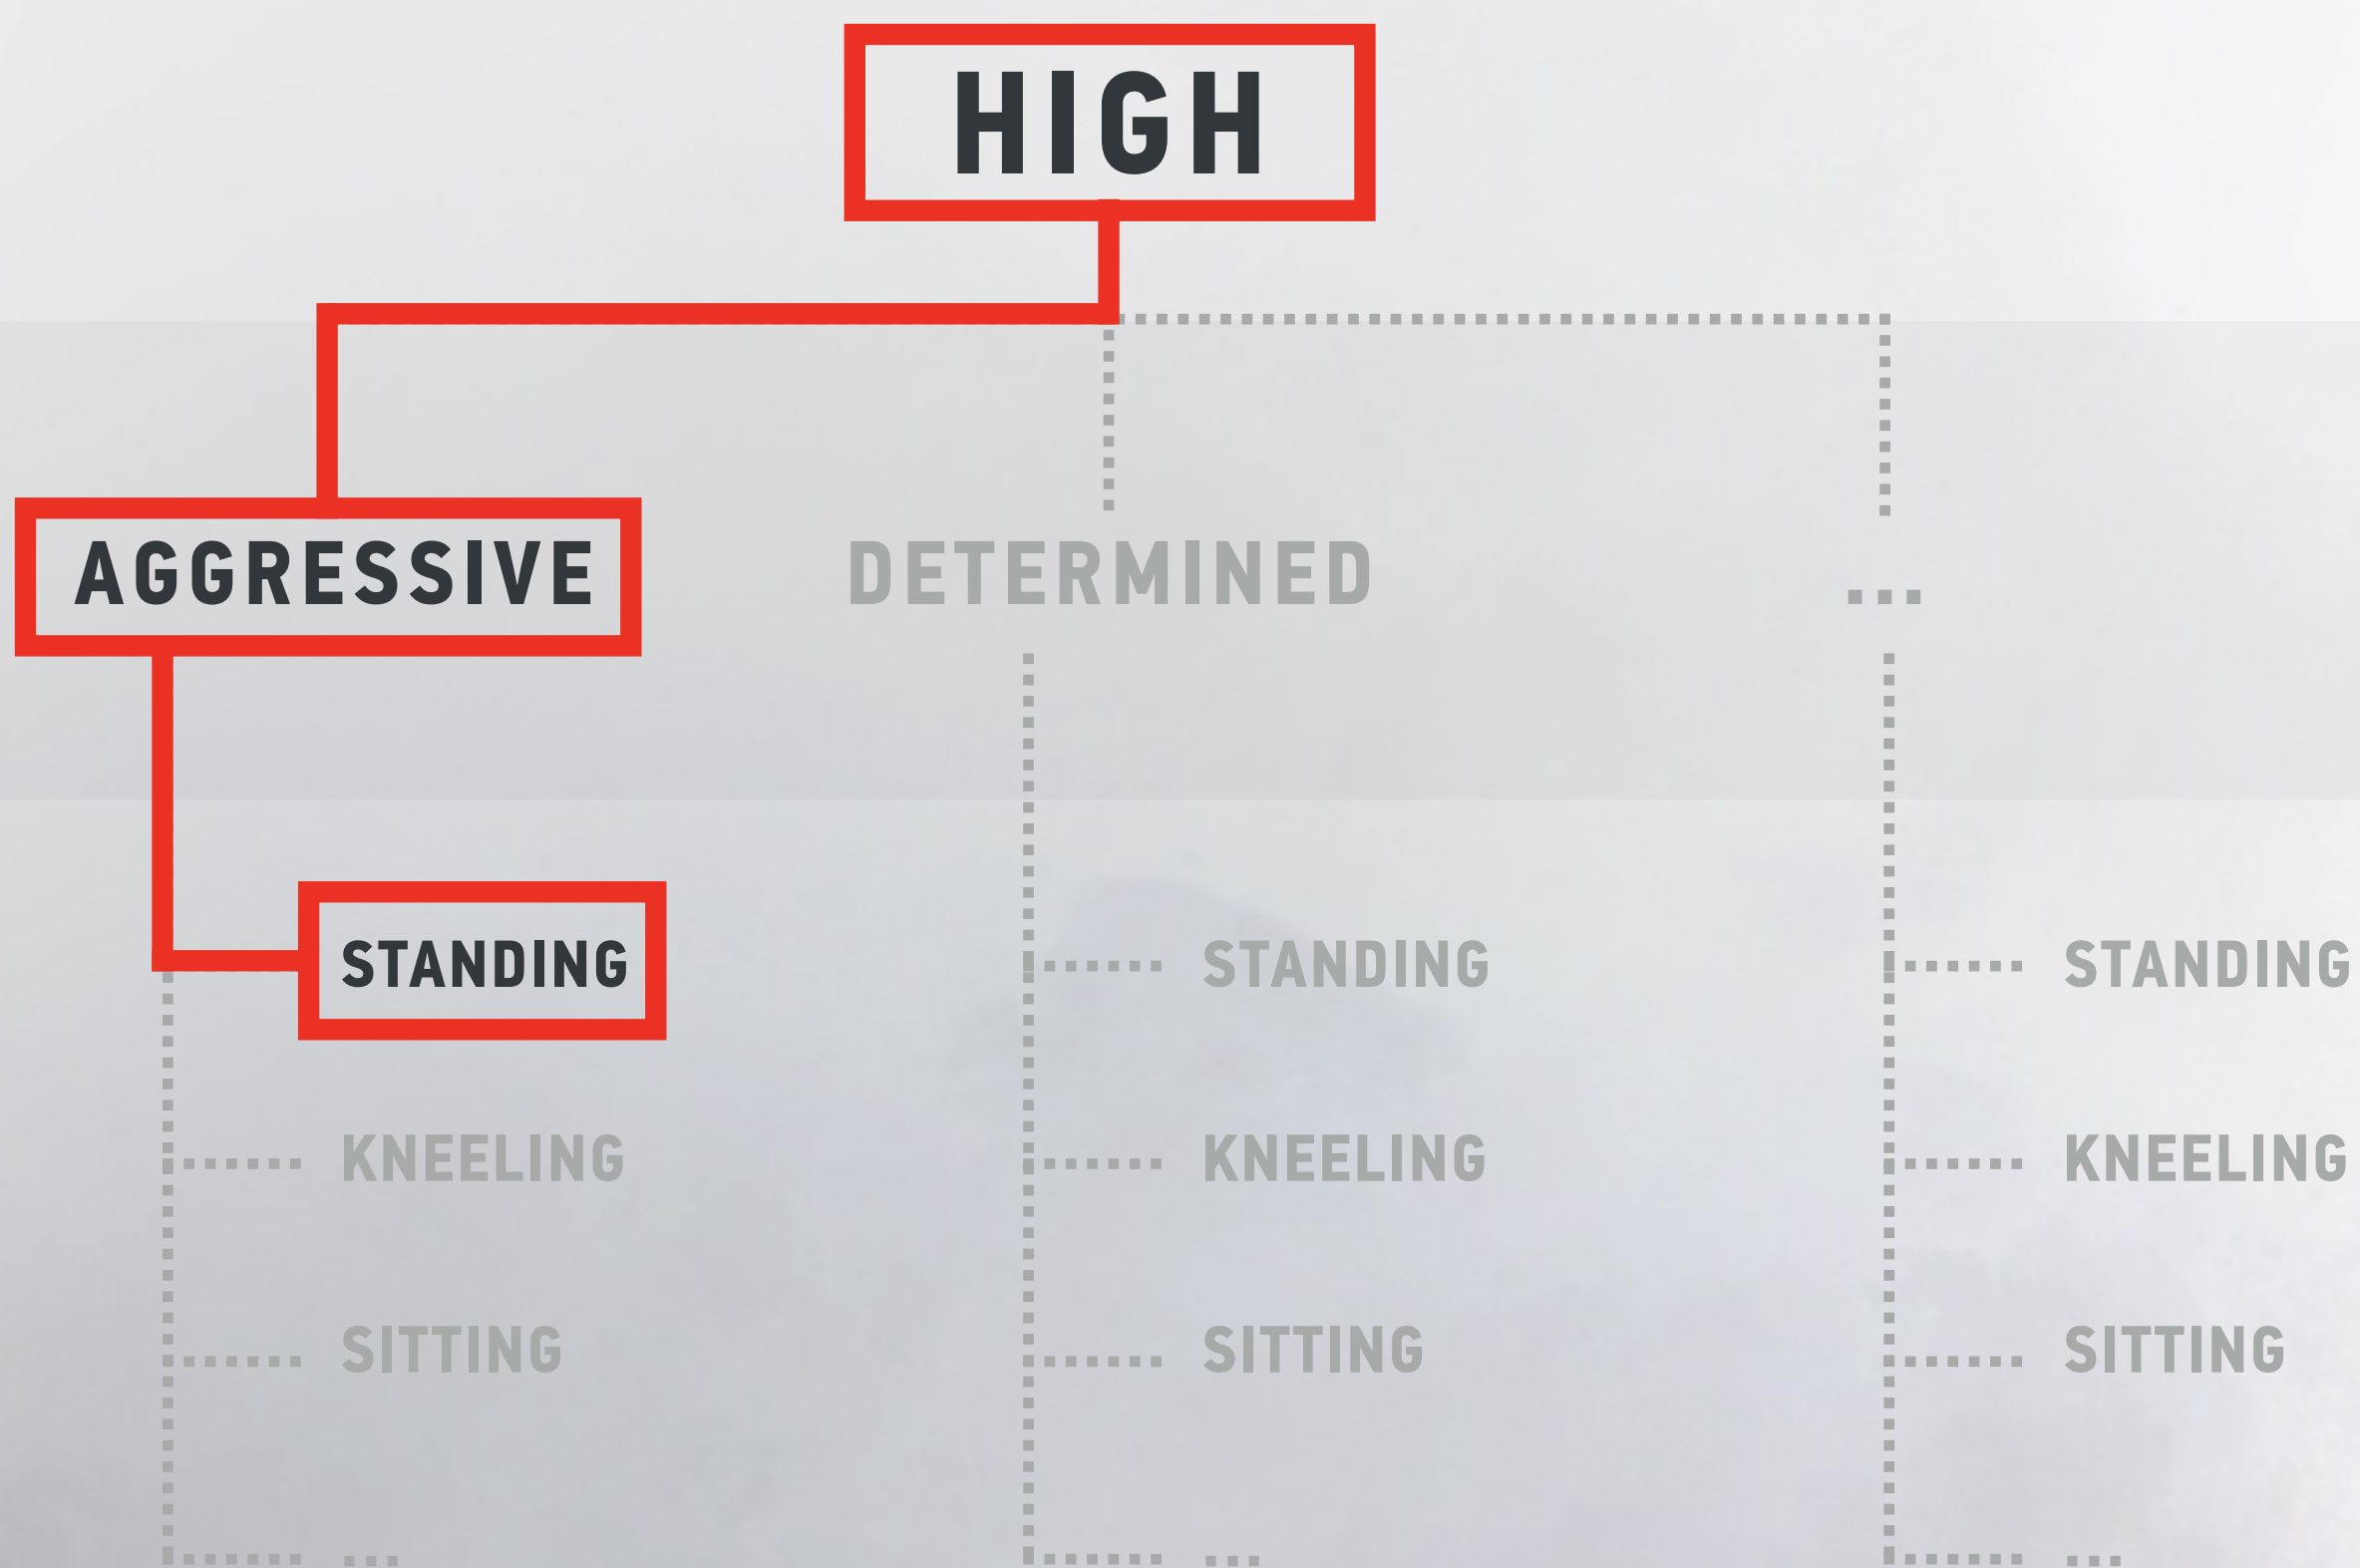 HIGH
AGGRESSIVE DETERMINED ...
STANDING STANDING STANDING
KNEELING KNEELING KNEELING
SITTING SITTING SITTING
... ... ...